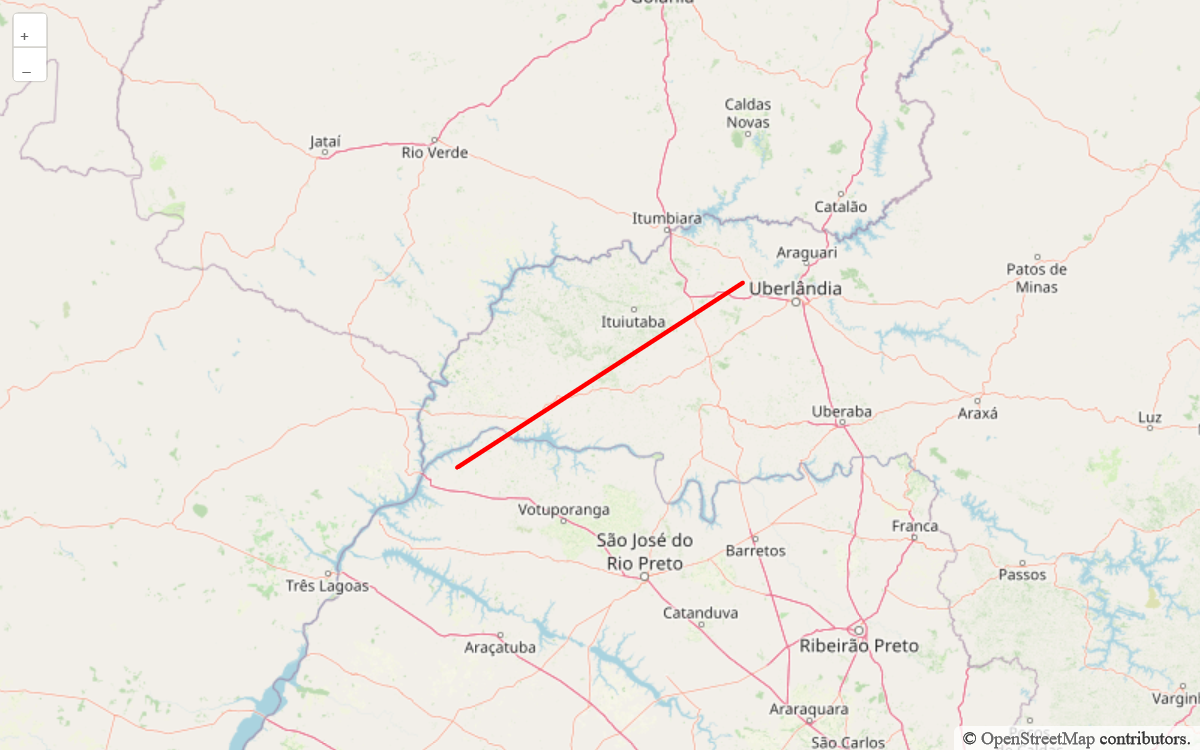 Goiânia
+
–
Caldas
Novas
Jataí
Rio Verde
Catalão
Itumbiara
Araguari
Patos de
Minas
Uberlândia
Ituiutaba
Uberaba
Araxá
Luz
Votuporanga
Franca
São José do
Rio Preto
Barretos
Passos
Três Lagoas
Catanduva
Ribeirão Preto
Araçatuba
Varginh
Araraquara
São Carlos
© OpenStreetMap contributors.